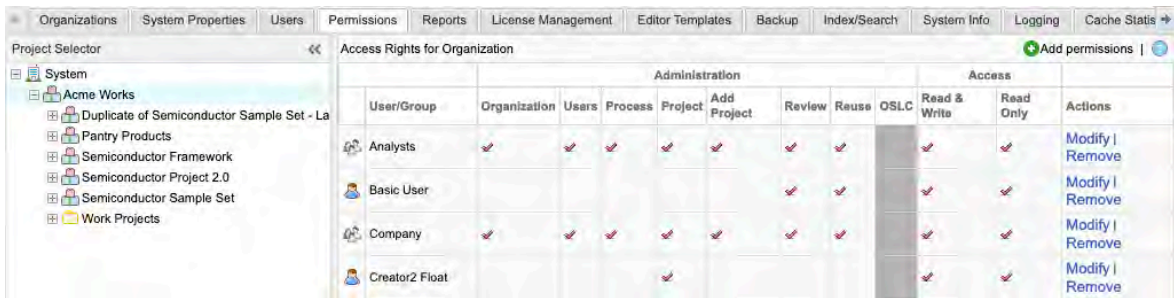 Organizations System Properties Users Permissions Reports License Management Editor Templates Backup Index/Search System Info Logging Cache Statis
Project Selector
System
Acme Works
Duplicate of Semiconductor Sample Set - La
Pantry Products
Semiconductor Framework
Semiconductor Project 2.0
Semiconductor Sample Set
Work Projects
Access Rights for Organization Add permissions |
Administration Access
User/Group Organization Users Process Project Add Project Review Reuse OSLC Read & Write Read Only Actions
Analysts Modify |
Remove
Basic User Modify |
Remove
Company Modify |
Remove
Creator2 Float Modify |
Remove